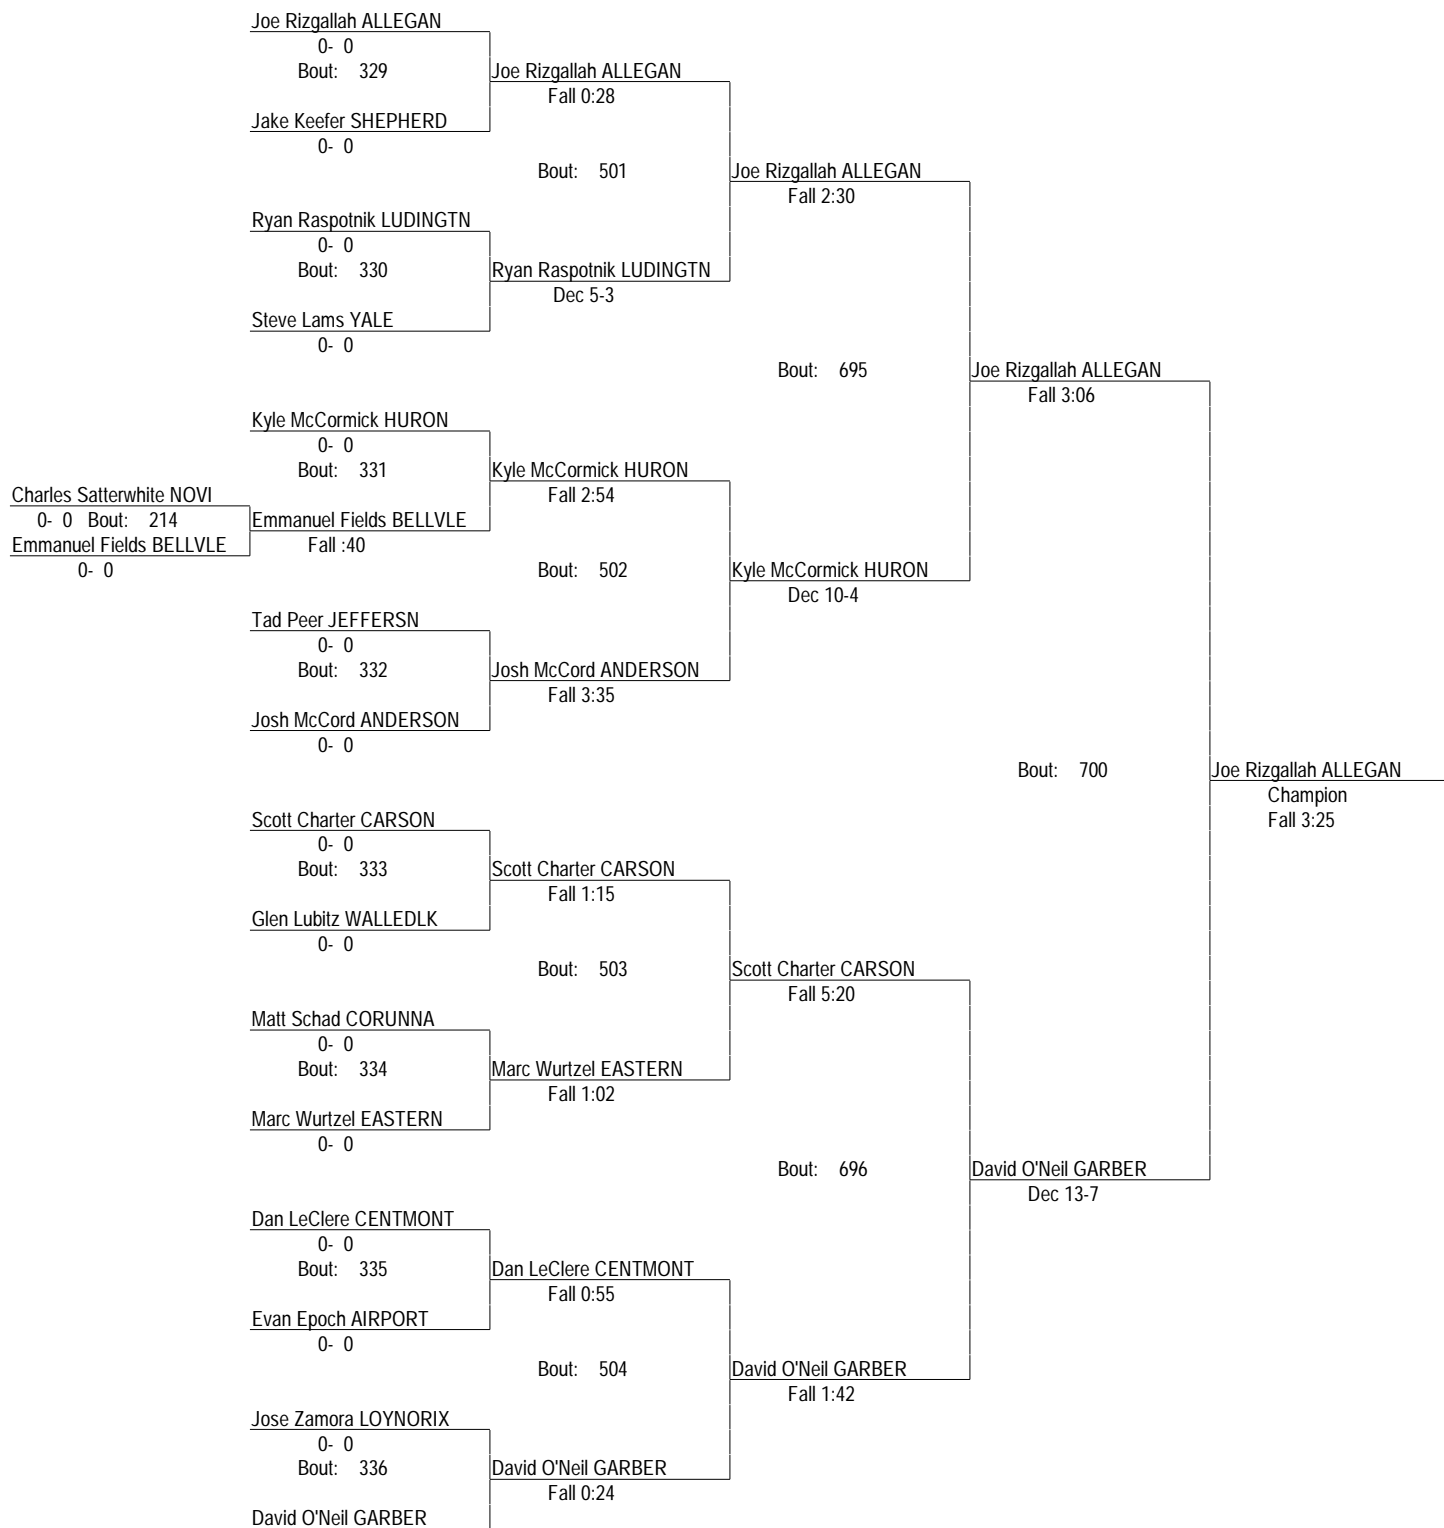 Joe Rizgallah ALLEGAN
0- 0
Bout: 329
Joe Rizgallah ALLEGAN
Fall 0:28
Jake Keefer SHEPHERD
0- 0
Bout: 501
Joe Rizgallah ALLEGAN
Fall 2:30
Ryan Raspotnik LUDINGTN
0- 0
Bout: 330
Ryan Raspotnik LUDINGTN
Dec 5-3
Steve Lams YALE
0- 0
Bout: 695
Joe Rizgallah ALLEGAN
Fall 3:06
Kyle McCormick HURON
0- 0
Bout: 331
Kyle McCormick HURON
Fall 2:54
Charles Satterwhite NOVI
0- 0 Bout: 214
Emmanuel Fields BELLVLE
Emmanuel Fields BELLVLE
Fall :40
0- 0
Bout: 502
Kyle McCormick HURON
Dec 10-4
Tad Peer JEFFERSN
0- 0
Bout: 332
Josh McCord ANDERSON
Fall 3:35
Josh McCord ANDERSON
0- 0
Bout: 700
Joe Rizgallah ALLEGAN
Champion
Fall 3:25
Scott Charter CARSON
0- 0
Bout: 333
Scott Charter CARSON
Fall 1:15
Glen Lubitz WALLEDLK
0- 0
Bout: 503
Scott Charter CARSON
Fall 5:20
Matt Schad CORUNNA
0- 0
Bout: 334
Marc Wurtzel EASTERN
Fall 1:02
Marc Wurtzel EASTERN
0- 0
Bout: 696
David O'Neil GARBER
Dec 13-7
Dan LeClere CENTMONT
0- 0
Bout: 335
Dan LeClere CENTMONT
Fall 0:55
Evan Epoch AIRPORT
0- 0
Bout: 504
David O'Neil GARBER
Fall 1:42
Jose Zamora LOYNORIX
0- 0
Bout: 336
David O'Neil GARBER
Fall 0:24
David O'Neil GARBER